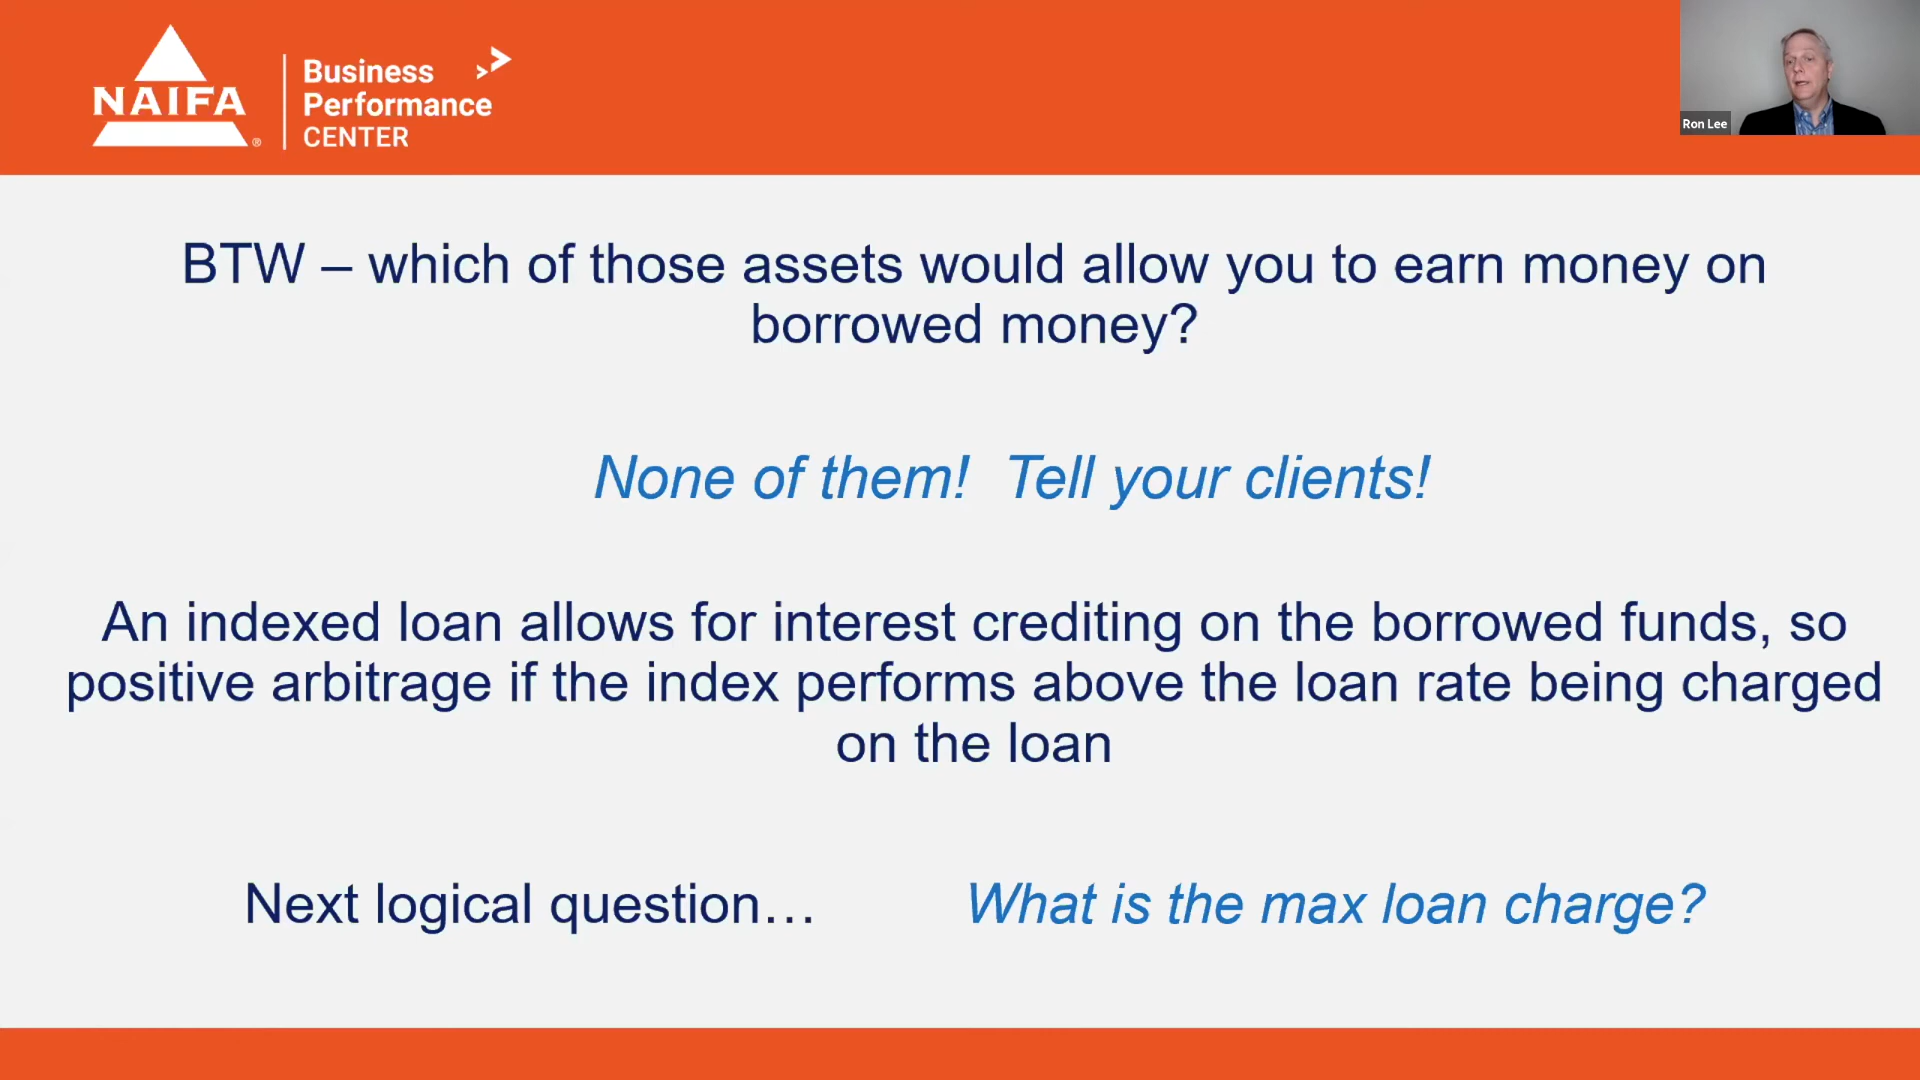 NAIFA®
Business
Performance
CENTER
Ron Lee
BTW – which of those assets would allow you to earn money on
borrowed money?
None of them! Tell your clients!
An indexed loan allows for interest crediting on the borrowed funds, so
positive arbitrage if the index performs above the loan rate being charged
on the loan
Next logical question… What is the max loan charge?